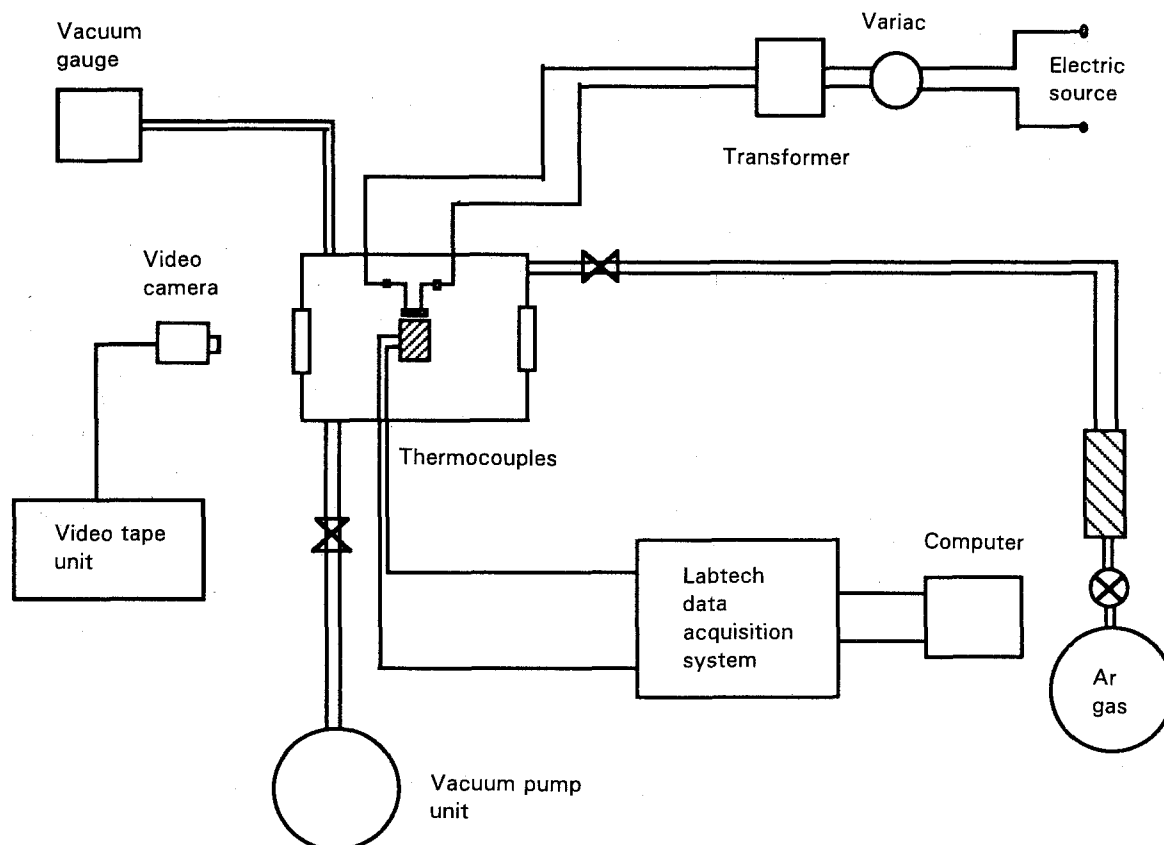 Vacuum
gauge
Variac
Electric
source
Transformer
Video
camera
Thermocouples
Video tape
unit
Labtech
data
acquisition
system
Computer
Ar
gas
Vacuum pump
unit